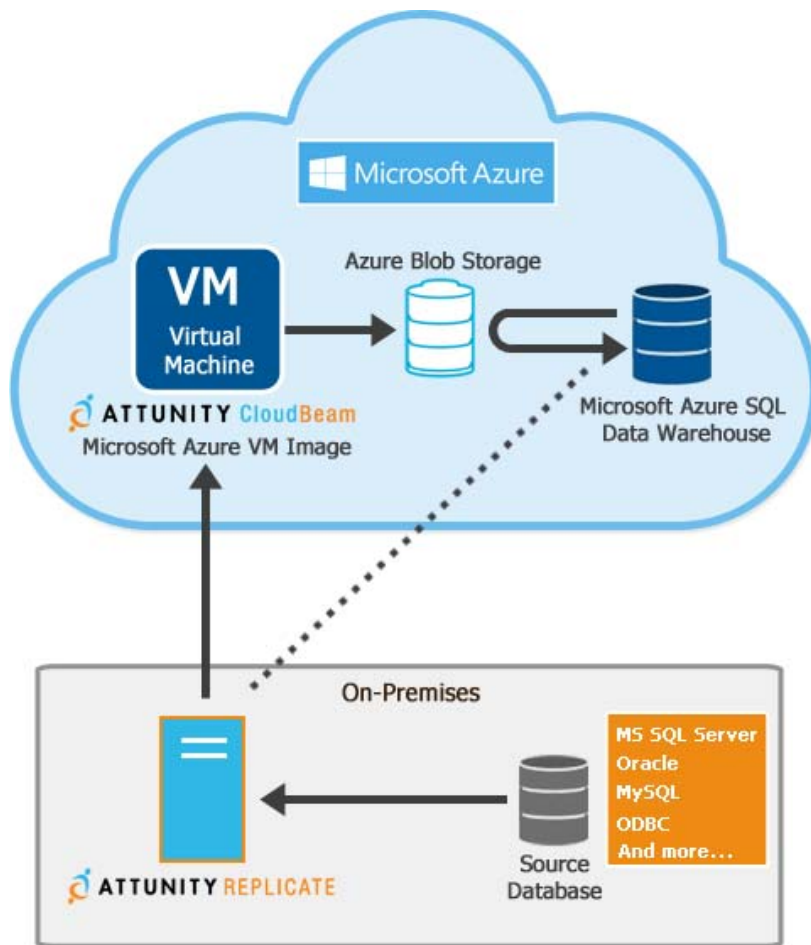 Microsoft Azure
Azure Blob Storage
VM
Virtual
Machine
ATTUNITY CloudBeam
Microsoft Azure VM Image
Microsoft Azure SQL
Data Warehouse
On-Premises
MS SQL Server
Oracle
MySQL
ODBC
And more...
Source
Database
ATTUNITY REPLICATE